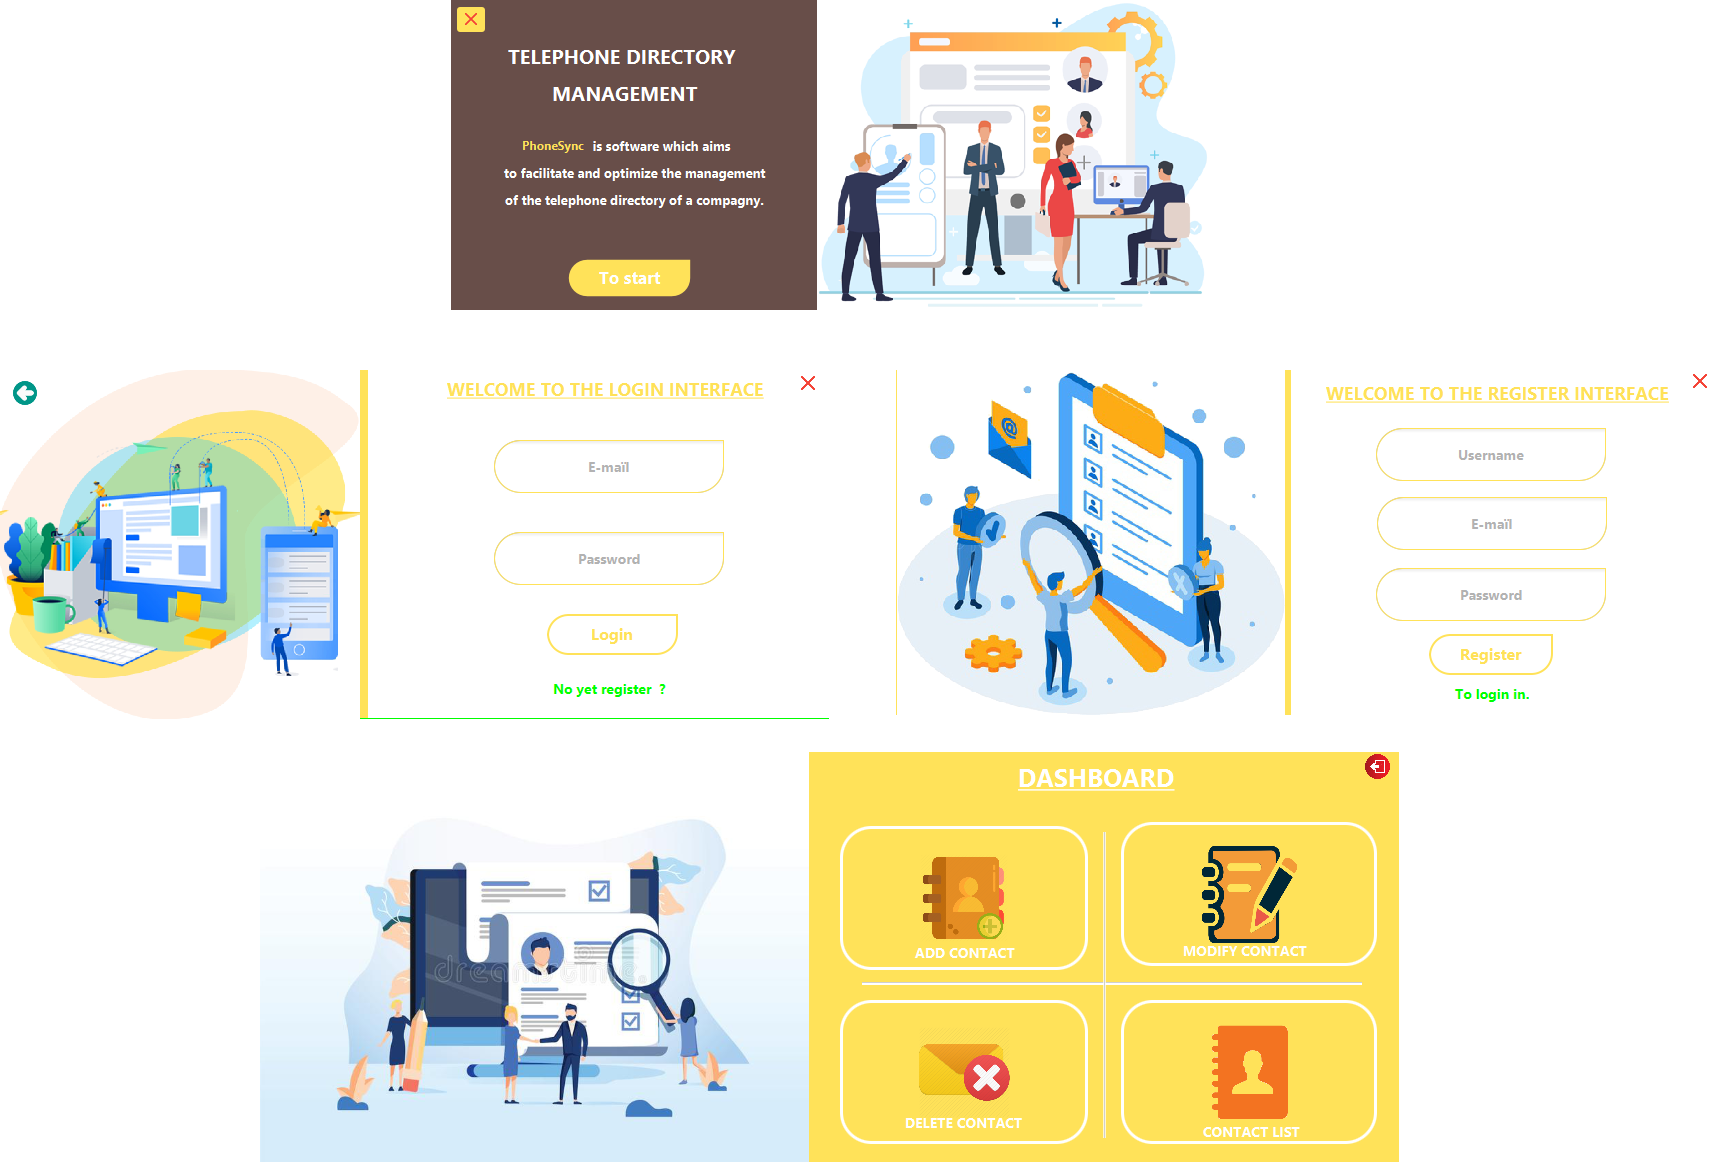 TELEPHONE DIRECTORY
MANAGEMENT
PhoneSync is software which aims
to facilitate and optimize the management
of the telephone directory of a compagny.
To start
WELCOME TO THE LOGIN INTERFACE
E-maïl
Password
Login
No yet register ?
WELCOME TO THE REGISTER INTERFACE
Username
E-maïl
Password
Register
To login in.
dreamstime
DASHBOARD
ADD CONTACT
MODIFY CONTACT
DELETE CONTACT
CONTACT LIST